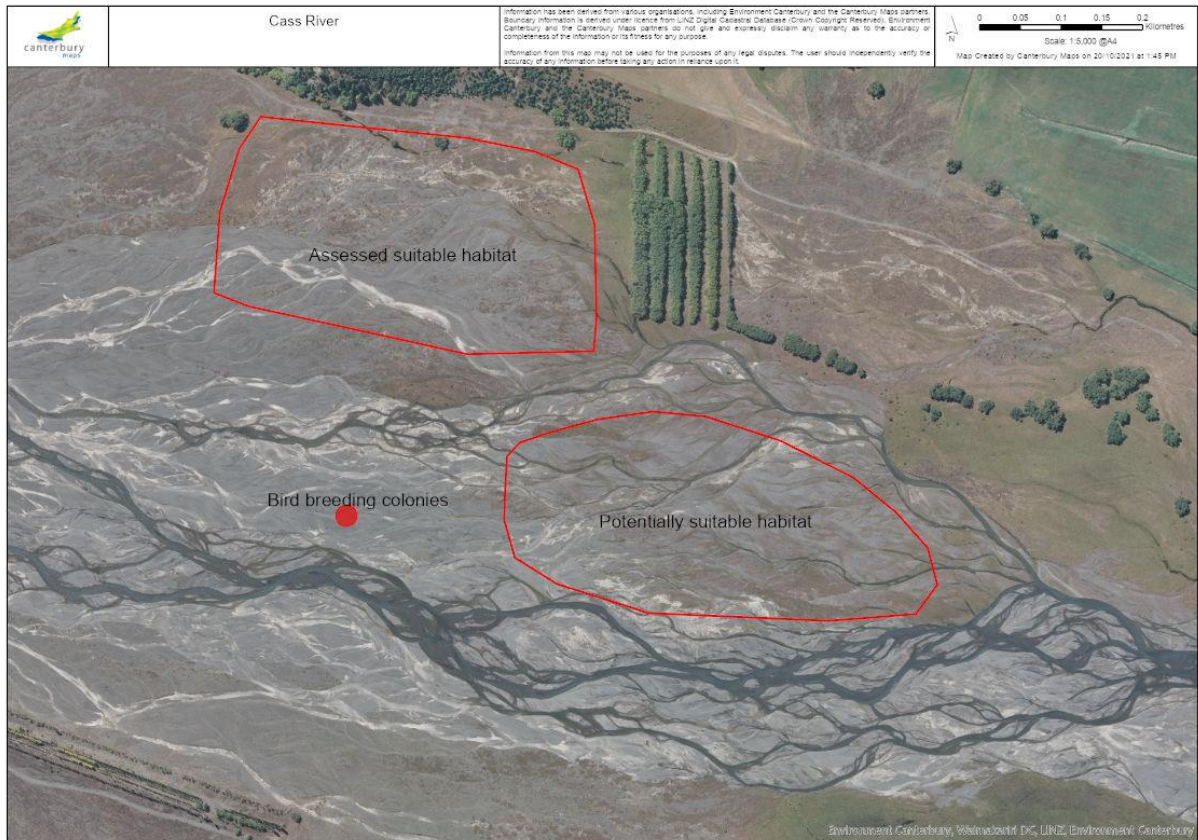 canterbury
maps
Cass River
Information has been derived from various organisations, including Environment Canterbury and the Canterbury Maps partners.
Boundary information is derived under licence from LINZ Digital Cadastral Database (Crown Copyright Reserved). Environment
Canterbury and the Canterbury Maps partners do not give and expressly disclaim any warranty as to the accuracy or
completeness of the information or its fitness for any purpose.
Information from this map may not be used for the purposes of any legal disputes. The user should independently verify the
accuracy of any information before taking any action in reliance upon it.
N
0 0.05 0.1 0.15 0.2
Kilometres
Scale: 1:5,000 @A4
Map Created by Canterbury Maps on 20/10/2021 at 1:45 PM
Assessed suitable habitat
Bird breeding colonies
Potentially suitable habitat
Environment Canterbury, Waimakariri DC, LINZ, Environment Canterbury